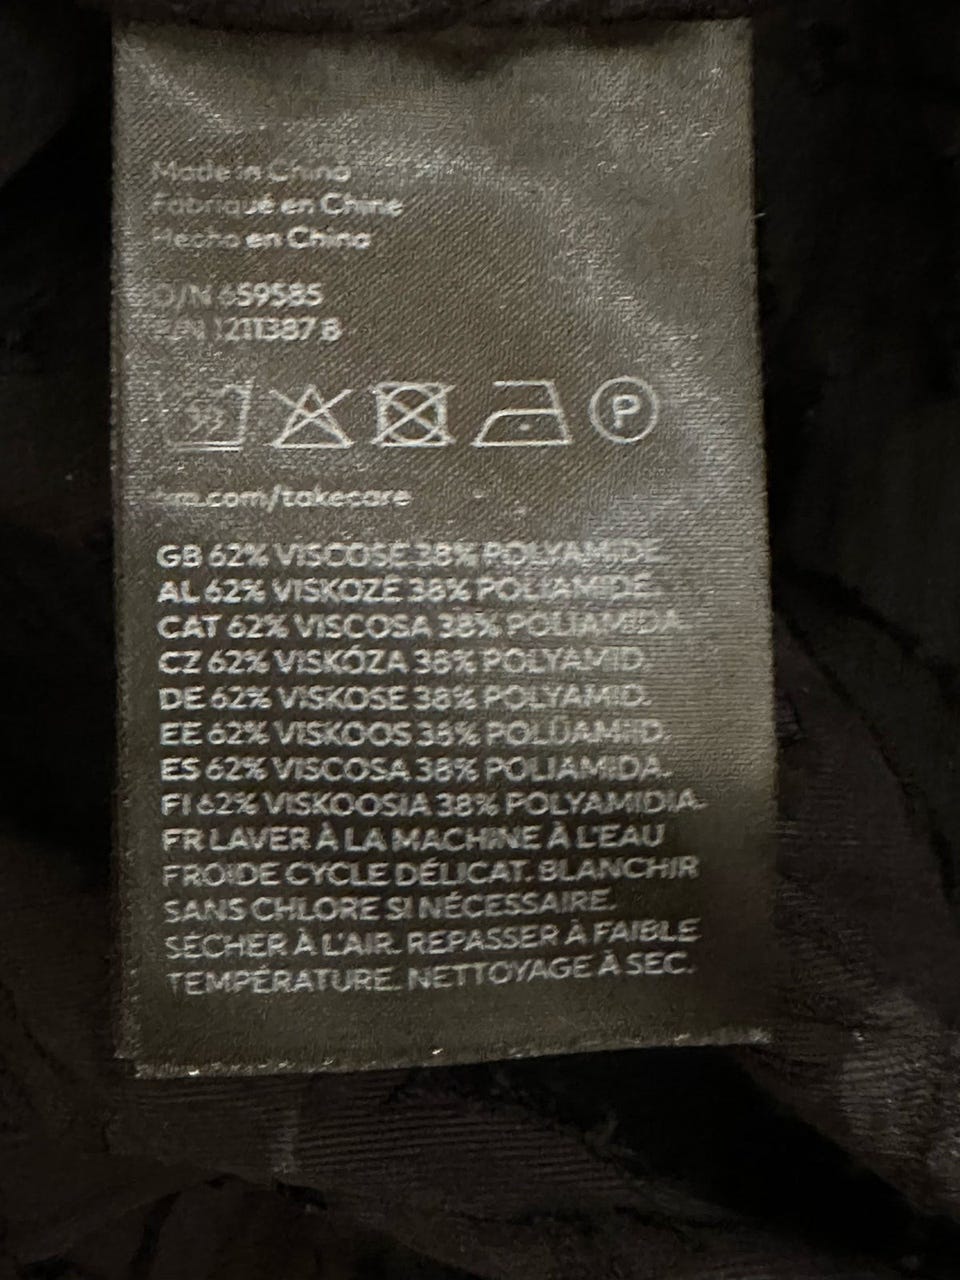 Made in China
Fabriqué en Chine
Hecho en China
O/N 659585
1211387 8
P
hm.com/takecare
GB 62% VISCOSE 38% POLYAMIDE.
AL 62% VISKOZË 38% POLIAMIDË.
CAT 62% VISCOSA 38% POLIAMIDA.
CZ 62% VISKÓZA 38% POLYAMID.
DE 62% VISKOSE 38% POLYAMID.
EE 62% VISKOOS 38% POLÜAMIID.
ES 62% VISCOSA 38% POLIAMIDA.
FI 62% VISKOOSIA 38% POLYAMIDIA.
FR LAVER À LA MACHINE À L'EAU
FROIDE CYCLE DÉLICAT. BLANCHIR
SANS CHLORE SI NÉCESSAIRE.
SÉCHER À L'AIR. REPASSER À FAIBLE
TEMPÉRATURE. NETTOYAGE À SEC.